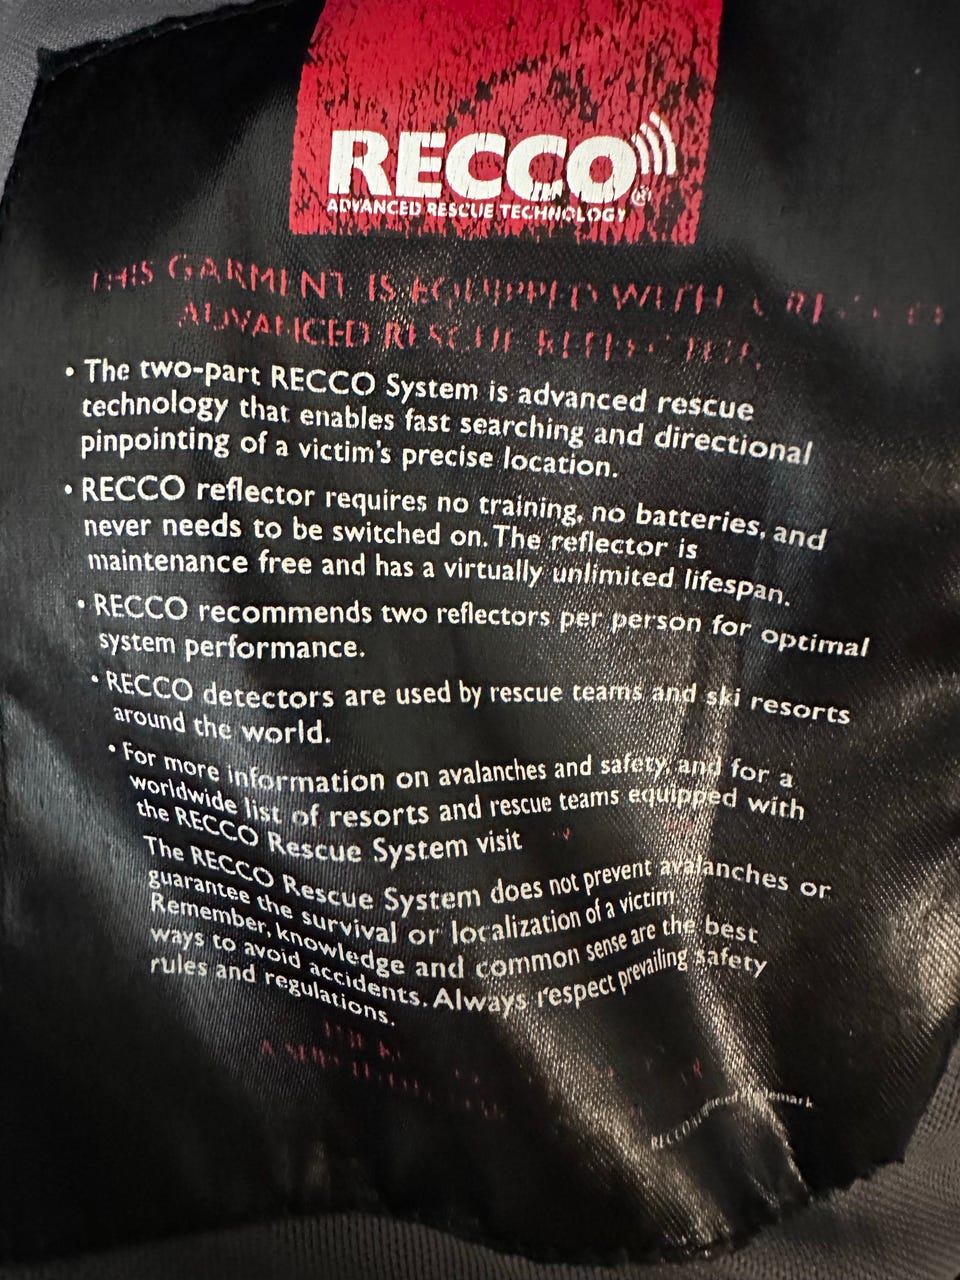 RECCO®
ADVANCED RESCUE TECHNOLOGY
THIS GARMENT IS EQUIPPED WITH
ADVANCED RESCUE REFLECTOR
• The two-part RECCO System is advanced rescue
technology that enables fast searching and directional
pinpointing of a victim's precise location.
• RECCO reflector requires no training, no batteries, and
never needs to be switched on. The reflector is
maintenance free and has a virtually unlimited lifespan.
• RECCO recommends two reflectors per person for optimal
system performance.
• RECCO detectors are used by rescue teams and ski resorts
around the world.
• For more information on avalanches and safety, and for a
worldwide list of resorts and rescue teams equipped with
the RECCO Rescue System visit
The RECCO Rescue System does not prevent avalanches or
guarantee the survival or localization of a victim
Remember, knowledge and common sense are the best
ways to avoid accidents. Always respect prevailing safety
rules and regulations.
RECCO registered trademark